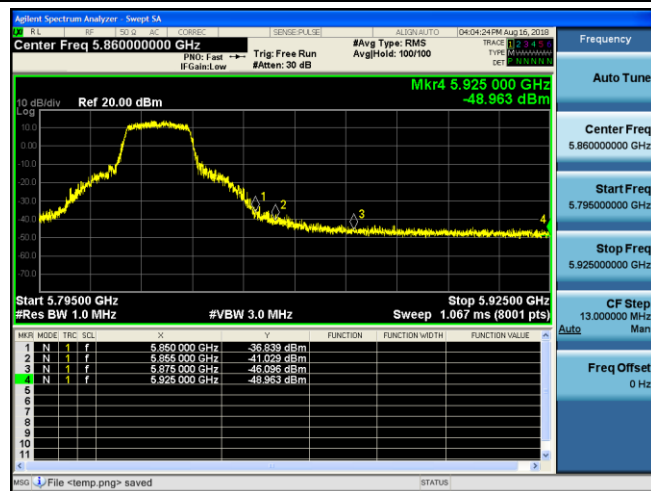 Agilent Spectrum Analyzer - Swept SA
RL RF 50 Ω AC CORREC SENSE:PULSE ALIGN AUTO 04:04:24 PM Aug 16, 2018
Center Freq 5.860000000 GHz
PNO: Fast
IFGain:Low
Trig: Free Run
#Atten: 30 dB
#Avg Type: RMS
Avg|Hold: 100/100
TRACE 1 2 3 4 5 6
TYPE M
DET P N N N N N
Mkr4 5.925 000 GHz
-48.963 dBm
10 dB/div Ref 20.00 dBm
Log
10.0
0.00
-10.0
-20.0
-30.0
-40.0
-50.0
-60.0
-70.0
1
2
3
4
Start 5.79500 GHz Stop 5.92500 GHz
#Res BW 1.0 MHz #VBW 3.0 MHz Sweep 1.067 ms (8001 pts)
MKR MODE TRC SCL X Y FUNCTION FUNCTION WIDTH FUNCTION VALUE
1 N 1 f 5.850 000 GHz -36.839 dBm
2 N 1 f 5.855 000 GHz -41.029 dBm
3 N 1 f 5.875 000 GHz -46.096 dBm
4 N 1 f 5.925 000 GHz -48.963 dBm
5
6
7
8
9
10
11
MSG File <temp.png> saved STATUS
Frequency
Auto Tune
Center Freq
5.860000000 GHz
Start Freq
5.795000000 GHz
Stop Freq
5.925000000 GHz
CF Step
13.000000 MHz
Auto Man
Freq Offset
0 Hz